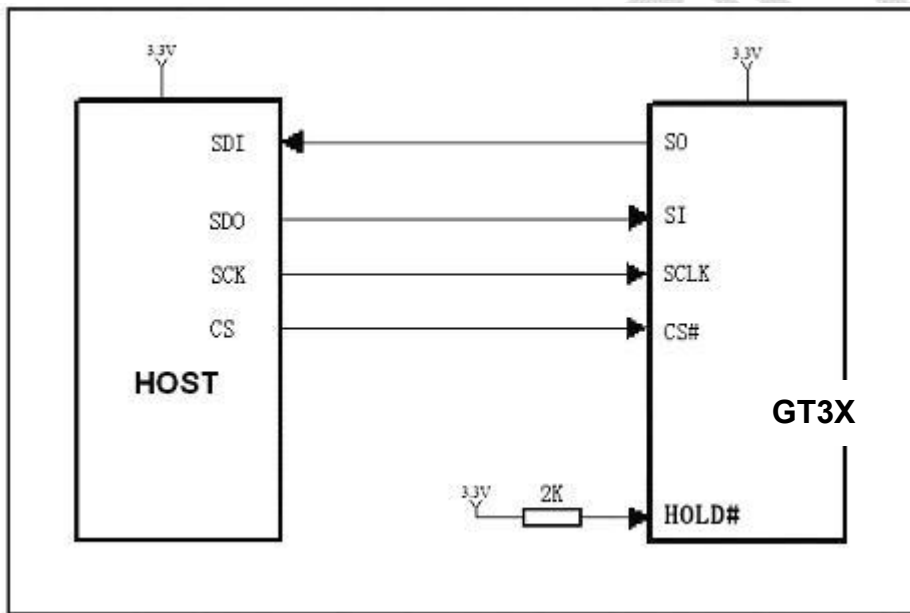 3.3V
3.3V
SDI
SO
SDO
SI
SCK
SCLK
CS
CS#
HOST
GT3X
3.3V
2K
HOLD#